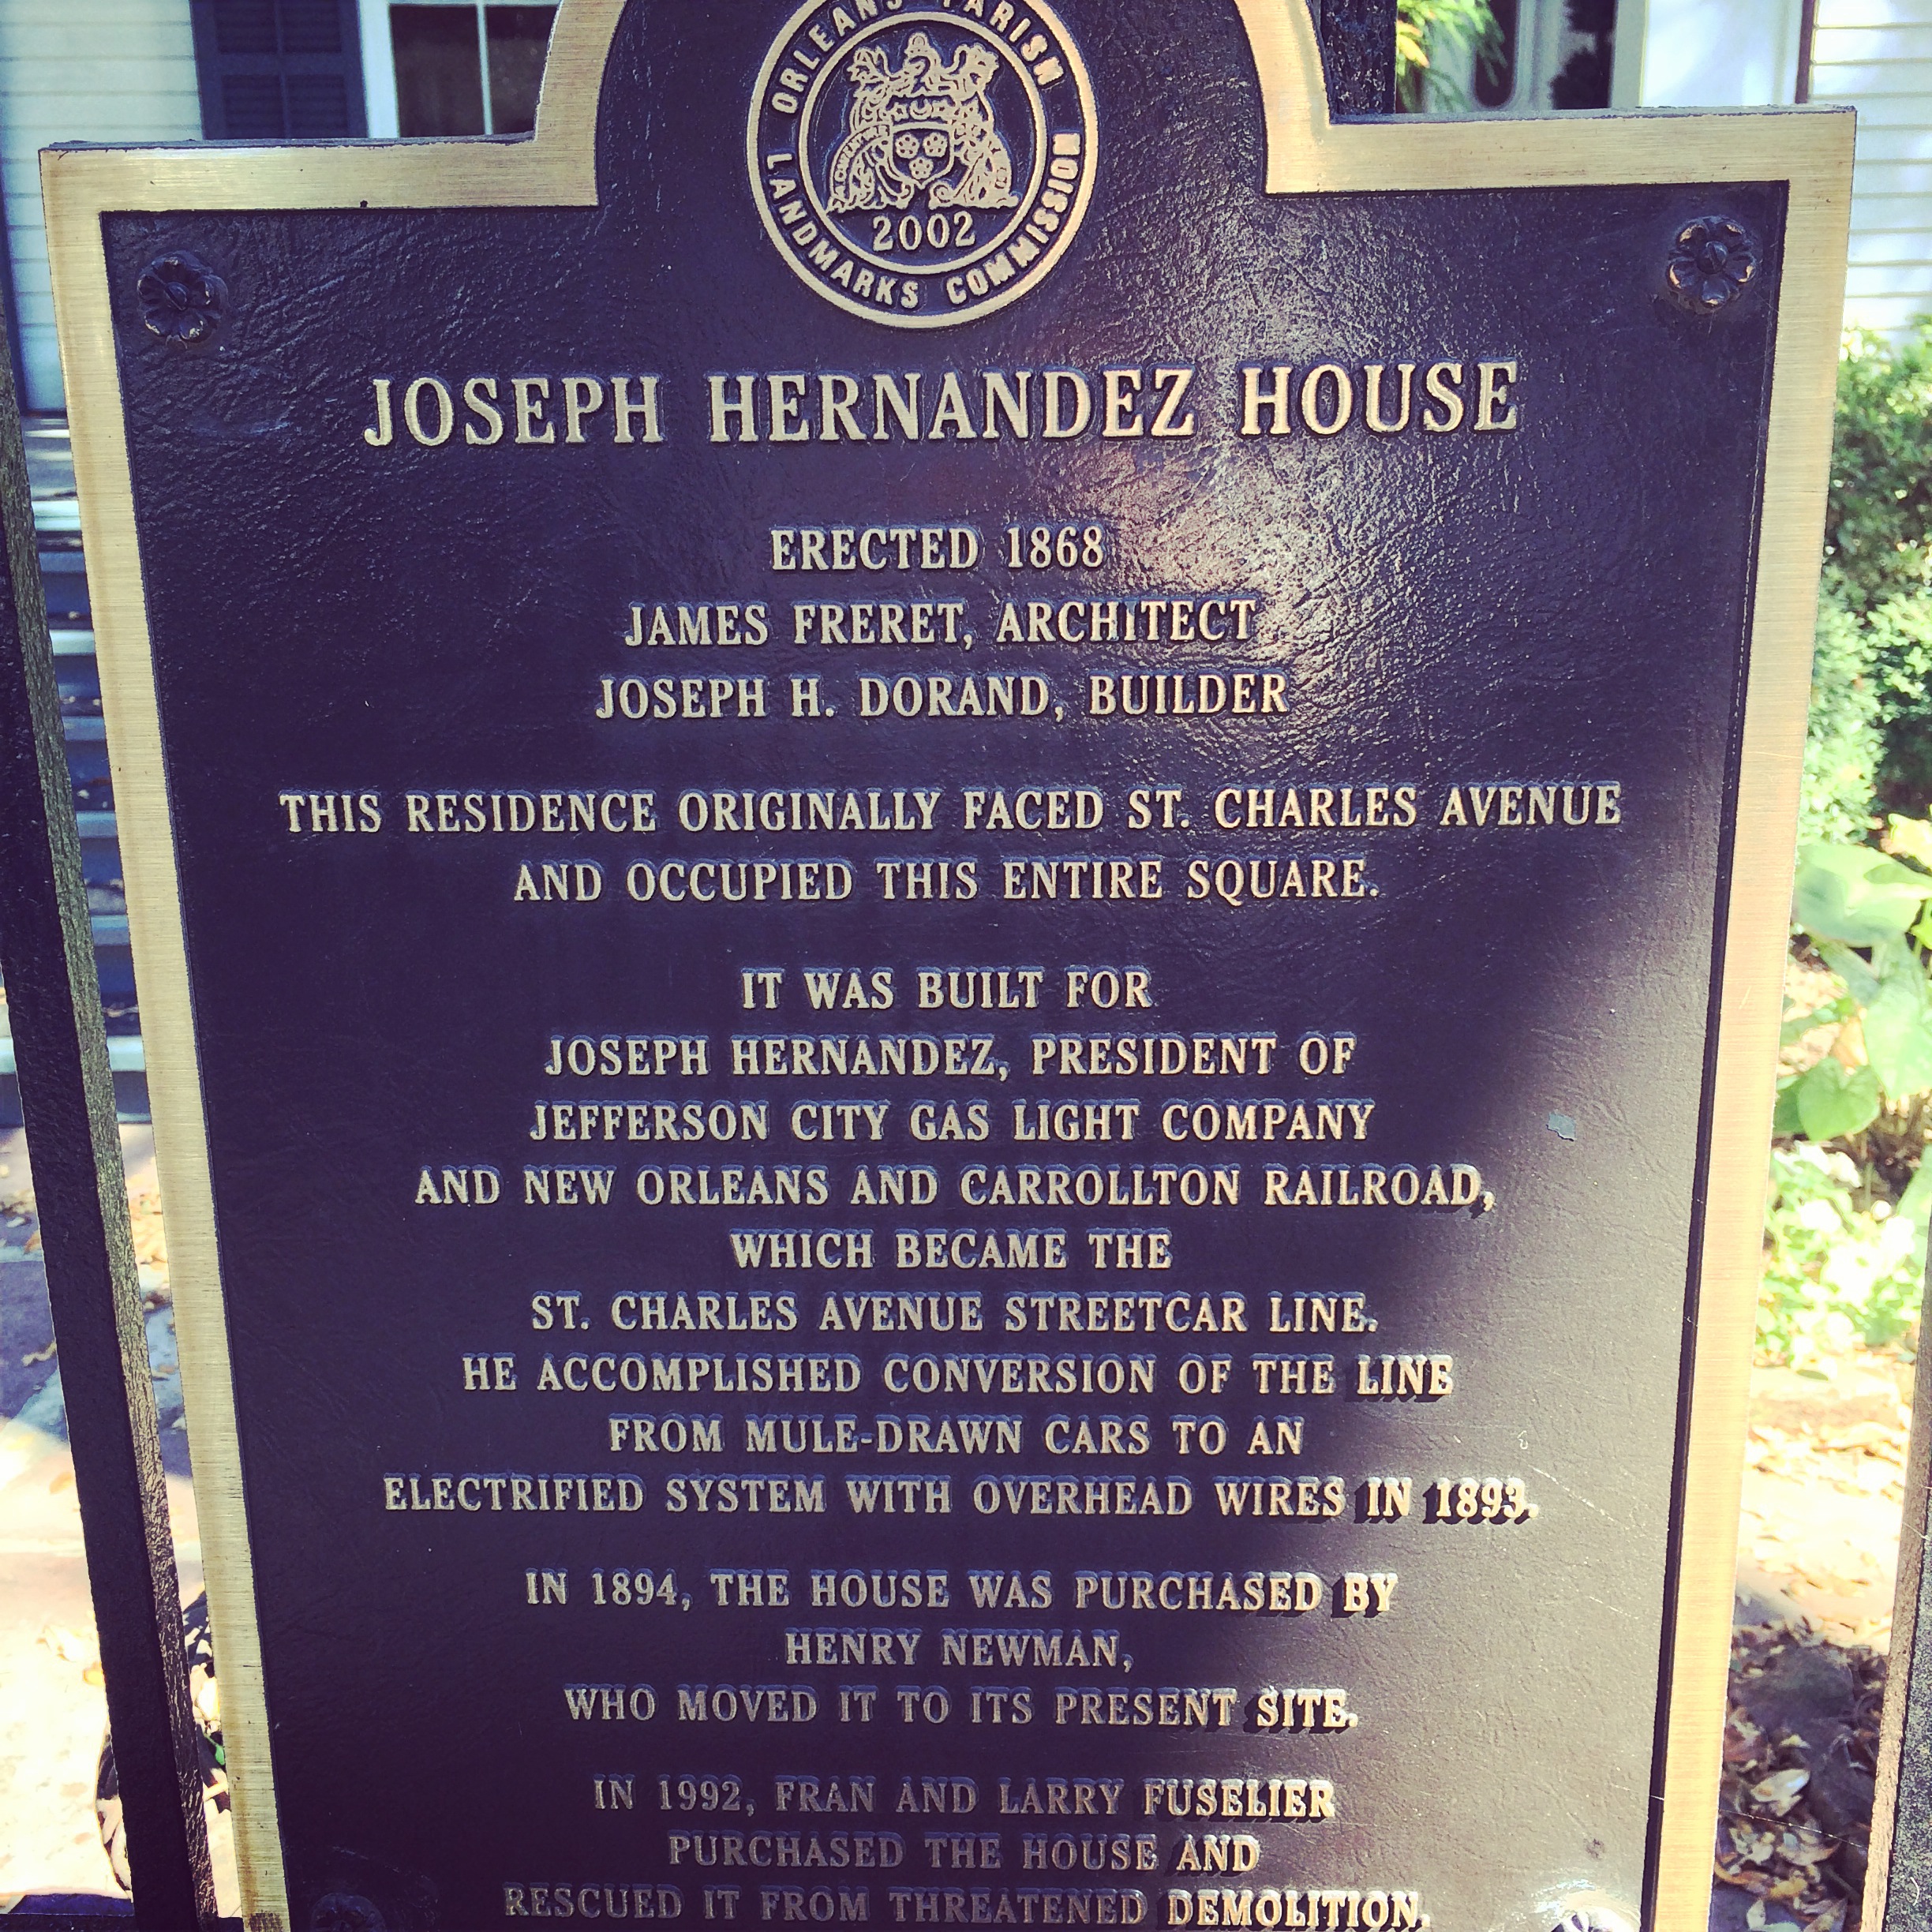 ORLEANS PARISH
LANDMARKS COMMISSION
2002
JOSEPH HERNANDEZ HOUSE
ERECTED 1868
JAMES FRERET, ARCHITECT
JOSEPH H. DORAND, BUILDER
THIS RESIDENCE ORIGINALLY FACED ST. CHARLES AVENUE
AND OCCUPIED THIS ENTIRE SQUARE.
IT WAS BUILT FOR
JOSEPH HERNANDEZ, PRESIDENT OF
JEFFERSON CITY GAS LIGHT COMPANY
AND NEW ORLEANS AND CARROLLTON RAILROAD,
WHICH BECAME THE
ST. CHARLES AVENUE STREETCAR LINE.
HE ACCOMPLISHED CONVERSION OF THE LINE
FROM MULE-DRAWN CARS TO AN
ELECTRIFIED SYSTEM WITH OVERHEAD WIRES IN 1893.
IN 1894, THE HOUSE WAS PURCHASED BY
HENRY NEWMAN,
WHO MOVED IT TO ITS PRESENT SITE.
IN 1992, FRAN AND LARRY FUSELIER
PURCHASED THE HOUSE AND
RESCUED IT FROM THREATENED DEMOLITION.